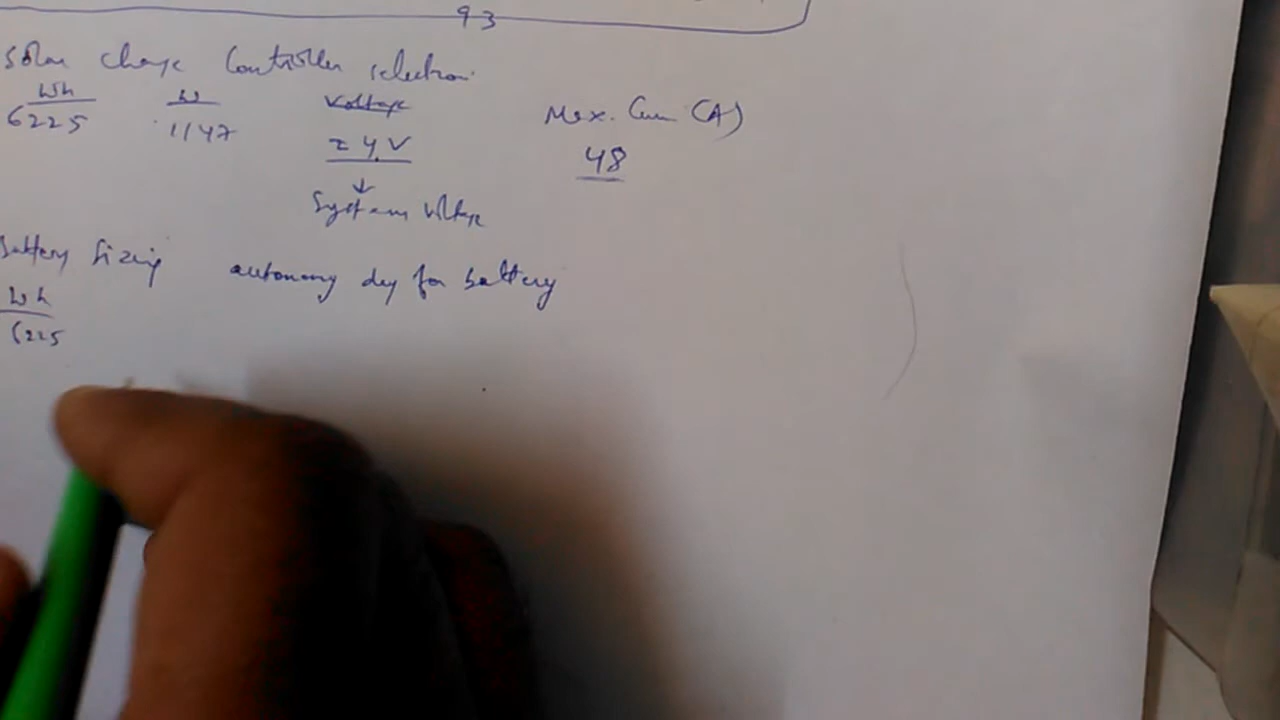 93
Solar charge Controller selection
Wh W Voltage Max. Curr (A)
6225 1147 24V 48
↓
System Voltage
Battery Sizing autonomy day for battery
Wh
6225